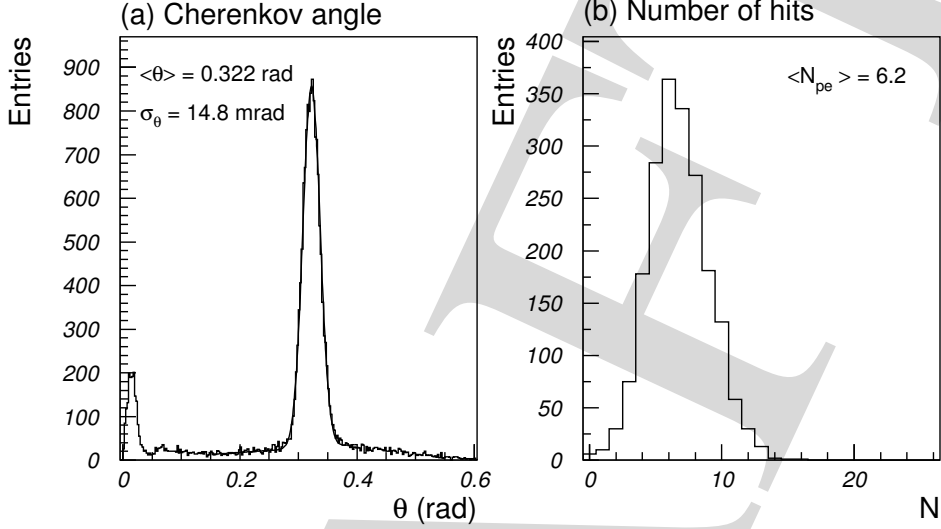 (a) Cherenkov angle
Entries
<θ> = 0.322 rad
σθ = 14.8 mrad
900
800
700
600
500
400
300
200
100
0
0
0.2
0.4
0.6
θ (rad)
(b) Number of hits
Entries
<Npe > = 6.2
400
350
300
250
200
150
100
50
0
0
10
20
N